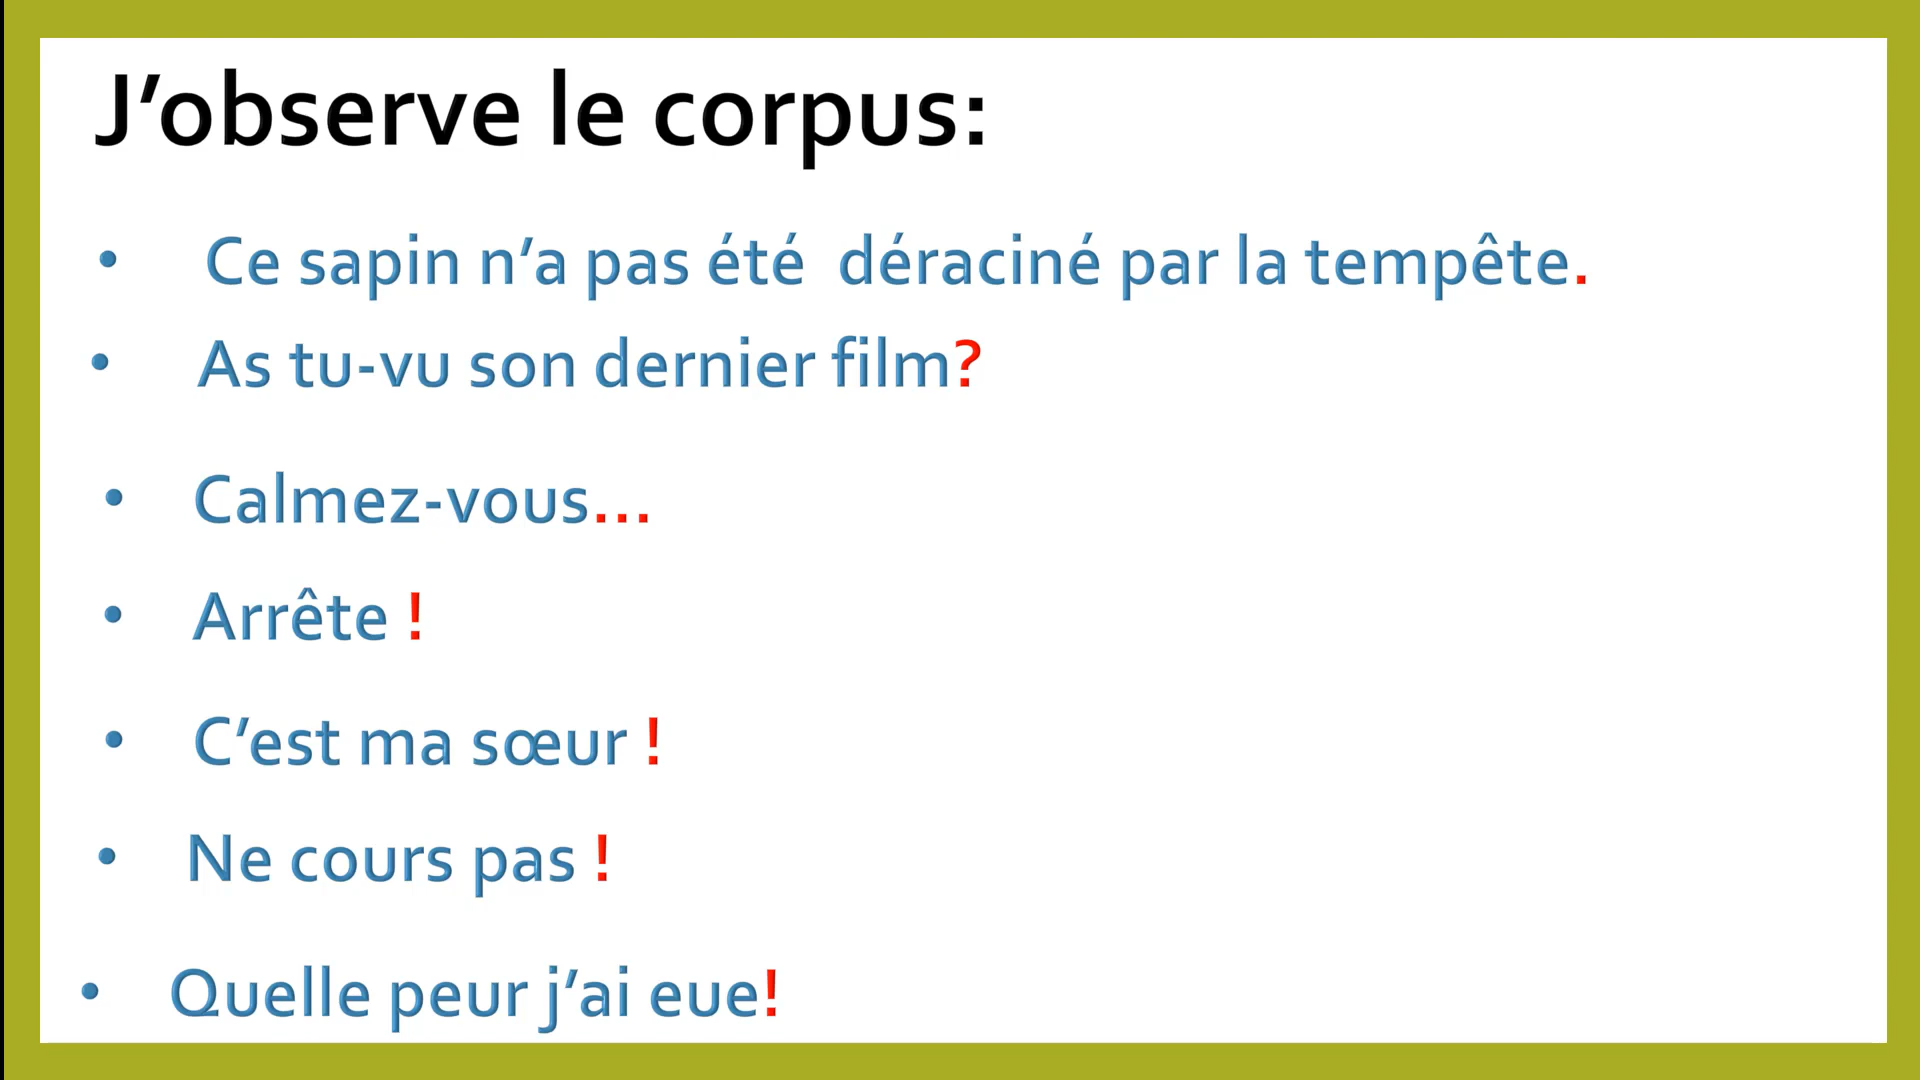 J’observe le corpus:
• Ce sapin n’a pas été déraciné par la tempête.
• As tu-vu son dernier film?
• Calmez-vous...
• Arrête !
• C’est ma sœur !
• Ne cours pas !
• Quelle peur j’ai eue!